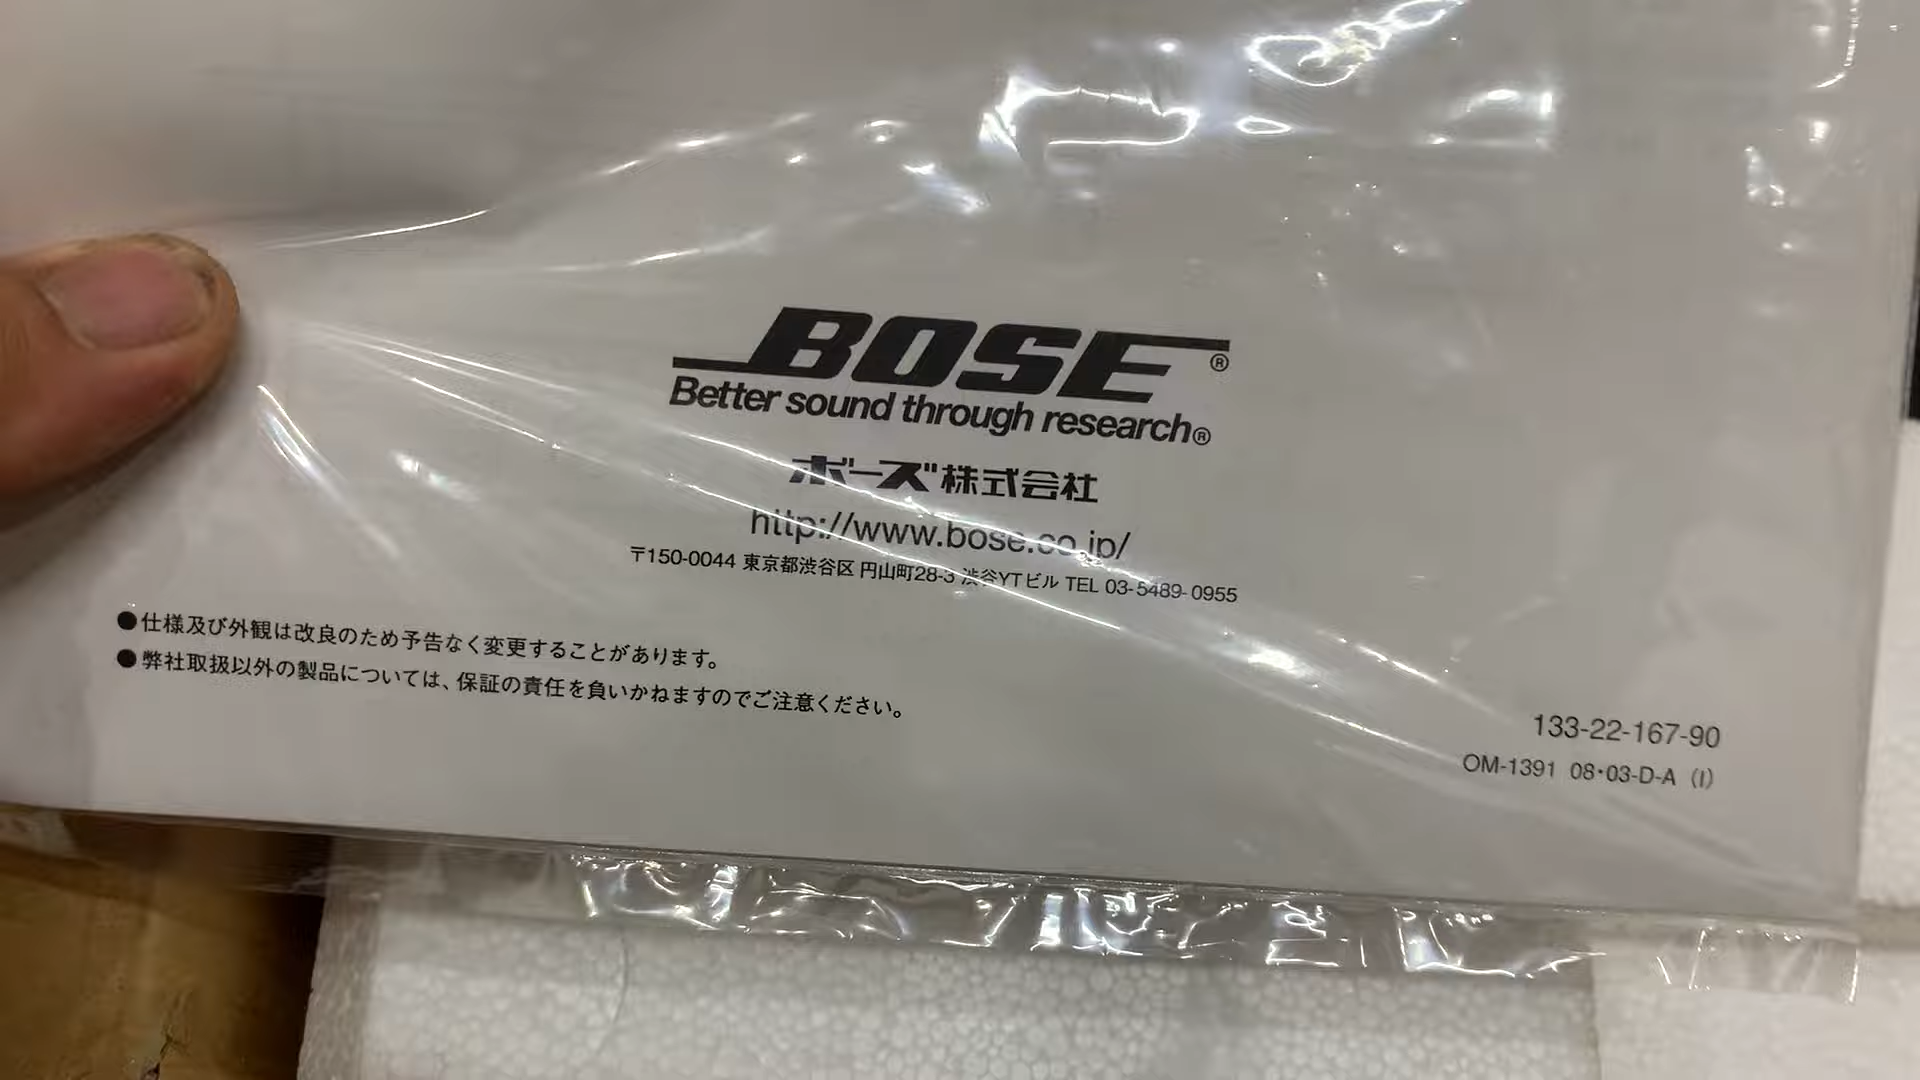 BOSE®
Better sound through research®
ボーズ株式会社
http://www.bose.co.jp/
〒150-0044 東京都渋谷区 円山町28-3 渋谷YTビル TEL 03-5489-0955
●仕様及び外観は改良のため予告なく変更することがあります。
●弊社取扱以外の製品については、保証の責任を負いかねますのでご注意ください。
133-22-167-90
OM-1391 08・03-D-A (I)